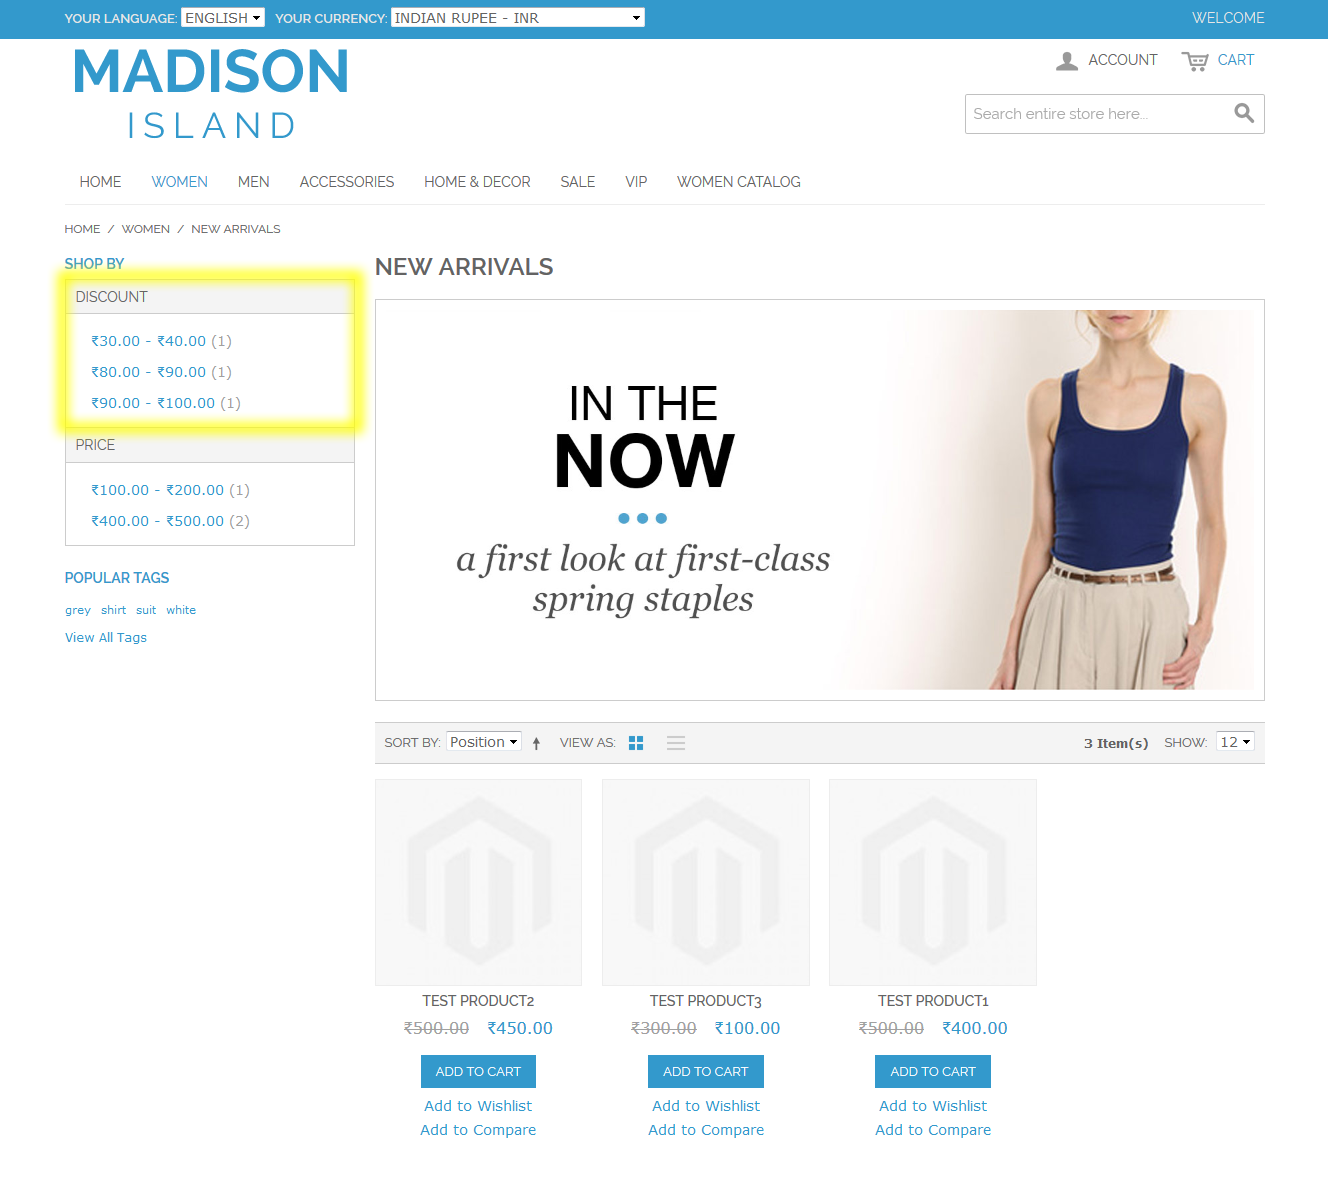 YOUR LANGUAGE: ENGLISH YOUR CURRENCY: INDIAN RUPEE - INR WELCOME
MADISON
ISLAND
ACCOUNT CART
Search entire store here...
HOME WOMEN MEN ACCESSORIES HOME & DECOR SALE VIP WOMEN CATALOG
HOME / WOMEN / NEW ARRIVALS
SHOP BY
DISCOUNT
₹30.00 - ₹40.00 (1)
₹80.00 - ₹90.00 (1)
₹90.00 - ₹100.00 (1)
PRICE
₹100.00 - ₹200.00 (1)
₹400.00 - ₹500.00 (2)
POPULAR TAGS
grey shirt suit white
View All Tags
NEW ARRIVALS
IN THE
NOW
a first look at first-class
spring staples
SORT BY: Position VIEW AS: 3 Item(s) SHOW: 12
TEST PRODUCT2 TEST PRODUCT3 TEST PRODUCT1
₹500.00 ₹450.00 ₹300.00 ₹100.00 ₹500.00 ₹400.00
ADD TO CART ADD TO CART ADD TO CART
Add to Wishlist Add to Wishlist Add to Wishlist
Add to Compare Add to Compare Add to Compare